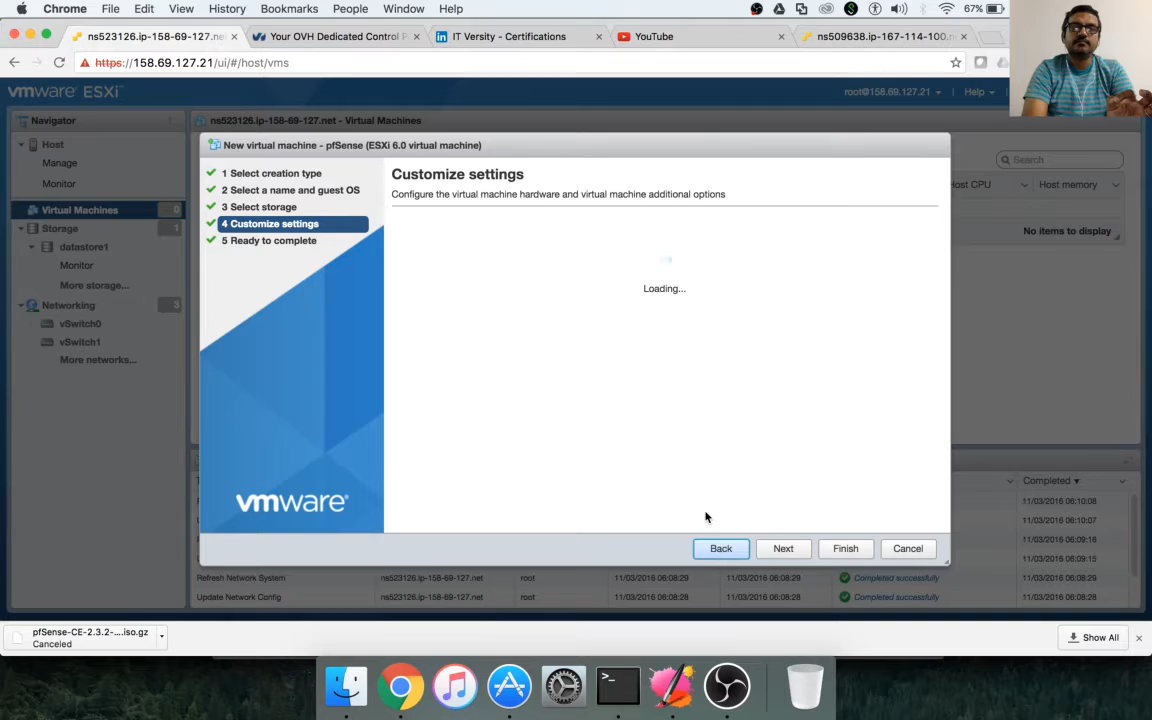 Chrome File Edit View History Bookmarks People Window Help 67%
ns523126.ip-158-69-127.ne Your OVH Dedicated Control P IT Versity - Certifications YouTube ns509638.ip-167-114-100.n
https://158.69.127.21/ui/#/host/vms
vmware ESXi root@158.69.127.21 Help
Navigator ns523126.ip-158-69-127.net - Virtual Machines
Host
Manage
Monitor
Virtual Machines 0
Storage 1
datastore1
Monitor
More storage...
Networking 3
vSwitch0
vSwitch1
More networks...
Search
Host CPU Host memory
No items to display
New virtual machine - pfSense (ESXi 6.0 virtual machine)
1 Select creation type
2 Select a name and guest OS
3 Select storage
4 Customize settings
5 Ready to complete
Customize settings
Configure the virtual machine hardware and virtual machine additional options
Loading...
vmware
Back Next Finish Cancel
Completed
11/03/2016 06:10:08
11/03/2016 06:10:07
11/03/2016 06:09:16
11/03/2016 06:09:15
Refresh Network System ns523126.ip-158-69-127.net root 11/03/2016 06:08:29 11/03/2016 06:08:29 Completed successfully 11/03/2016 06:08:29
Update Network Config ns523126.ip-158-69-127.net root 11/03/2016 06:08:28 11/03/2016 06:08:28 Completed successfully 11/03/2016 06:08:28
pfSense-CE-2.3.2-....iso.gz
Canceled
Show All